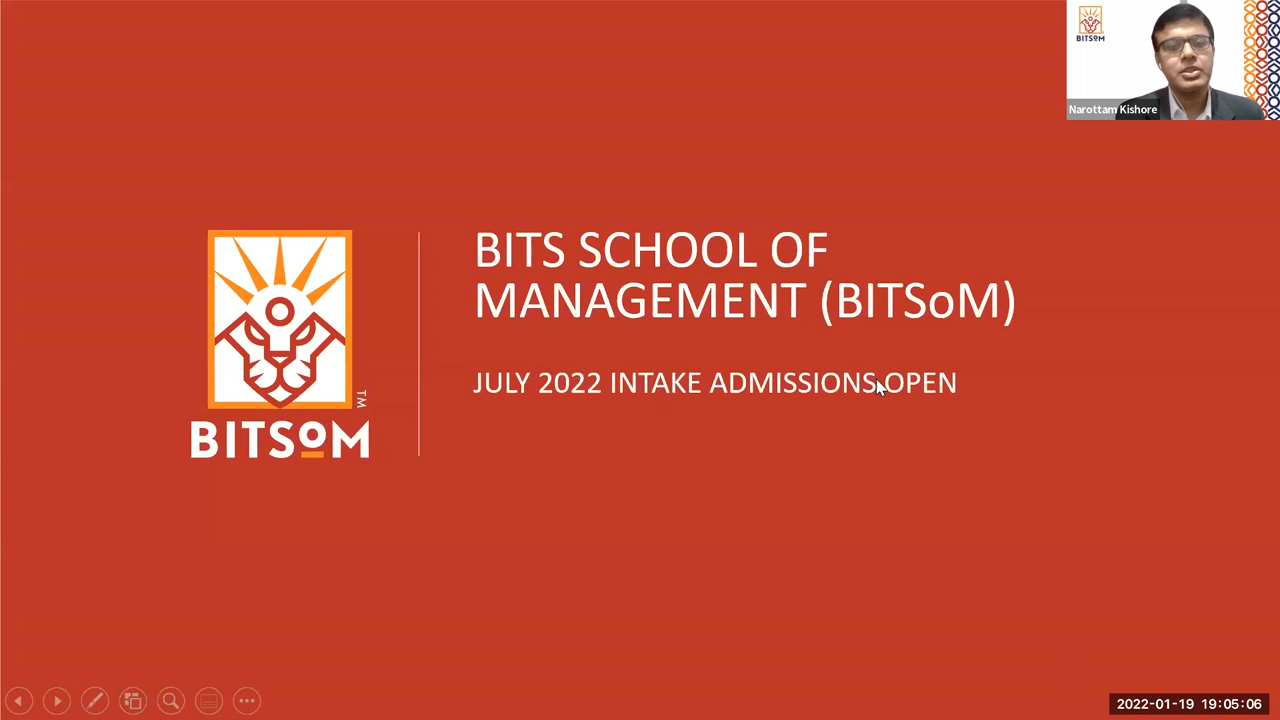 BITSoM
Narottam Kishore
BITS SCHOOL OF
MANAGEMENT (BITSoM)
JULY 2022 INTAKE ADMISSIONS OPEN
TM
BITSoM
2022-01-19 19:05:06